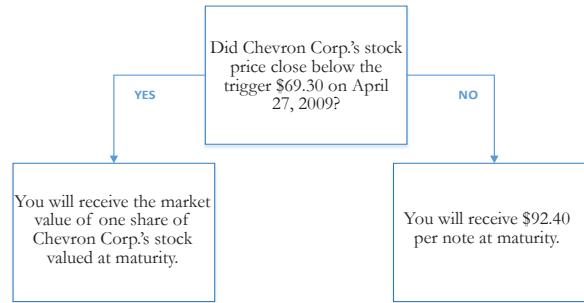 Did Chevron Corp.'s stock
price close below the
trigger $69.30 on April
27, 2009?
YES
NO
You will receive the market
value of one share of
Chevron Corp.'s stock
valued at maturity.
You will receive $92.40
per note at maturity.